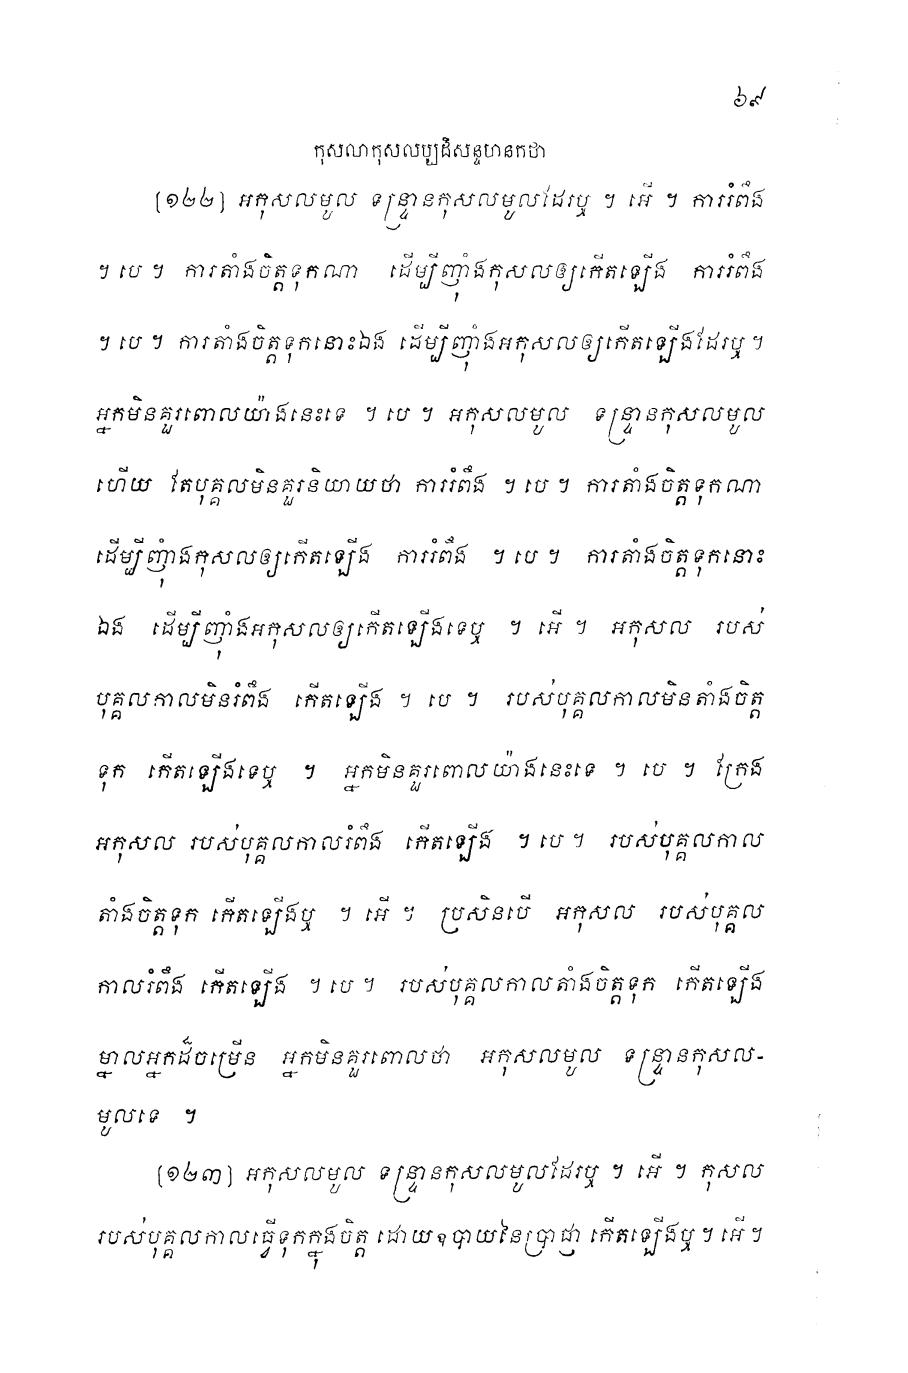 ៦៩
កុសលាកុសលប្បដិសន្ទហនកថា
[១២២] អកុសលមូល ទន្ទ្រានកុសលមូលដែរឬ ។ អើ ។ ការរំពឹង
។ បេ ។ ការតាំងចិត្តទុកណា ដើម្បីញ៉ាំងកុសលឲ្យកើតឡើង ការរំពឹង
។ បេ ។ ការតាំងចិត្តទុកនោះឯង ដើម្បីញ៉ាំងអកុសលឲ្យកើតឡើងដែរឬ ។
អ្នកមិនគួរពោលយ៉ាងនេះទេ ។ បេ ។ អកុសលមូល ទន្ទ្រានកុសលមូល
ហើយ តែបុគ្គលមិនគួរនិយាយថា ការរំពឹង ។ បេ ។ ការតាំងចិត្តទុកណា
ដើម្បីញុំាងកុសលឲ្យកើតឡើង ការរំពឹង ។ បេ ។ ការតាំងចិត្តទុកនោះ
ឯង ដើម្បីញ៉ាំងអកុសលឲ្យកើតឡើងទេឬ ។ អើ ។ អកុសល របស់
បុគ្គលកាលមិនរំពឹង កើតឡើង ។ បេ ។ របស់បុគ្គលកាលមិនតាំងចិត្ត
ទុក កើតឡើងទេឬ ។ អ្នកមិនគួរពោលយ៉ាងនេះទេ ។ បេ ។ ក្រែង
អកុសល របស់បុគ្គលកាលរំពឹង កើតឡើង ។ បេ ។ របស់បុគ្គលកាល
តាំងចិត្តទុក កើតឡើងឬ ។ អើ ។ ប្រសិនបើ អកុសល របស់បុគ្គល
កាលរំពឹង កើតឡើង ។ បេ ។ របស់បុគ្គលកាលតាំងចិត្តទុក កើតឡើង
ម្នាលអ្នកដ៏ចម្រើន អ្នកមិនគួរពោលថា អកុសលមូល ទន្ទ្រានកុសល-
មូលទេ ។
[១២៣] អកុសលមូល ទន្ទ្រានកុសលមូលដែរឬ ។ អើ ។ កុសល
របស់បុគ្គលកាលធ្វើទុកក្នុងចិត្ត ដោយឧបាយនៃប្រាជ្ញា កើតឡើងឬ ។ អើ ។